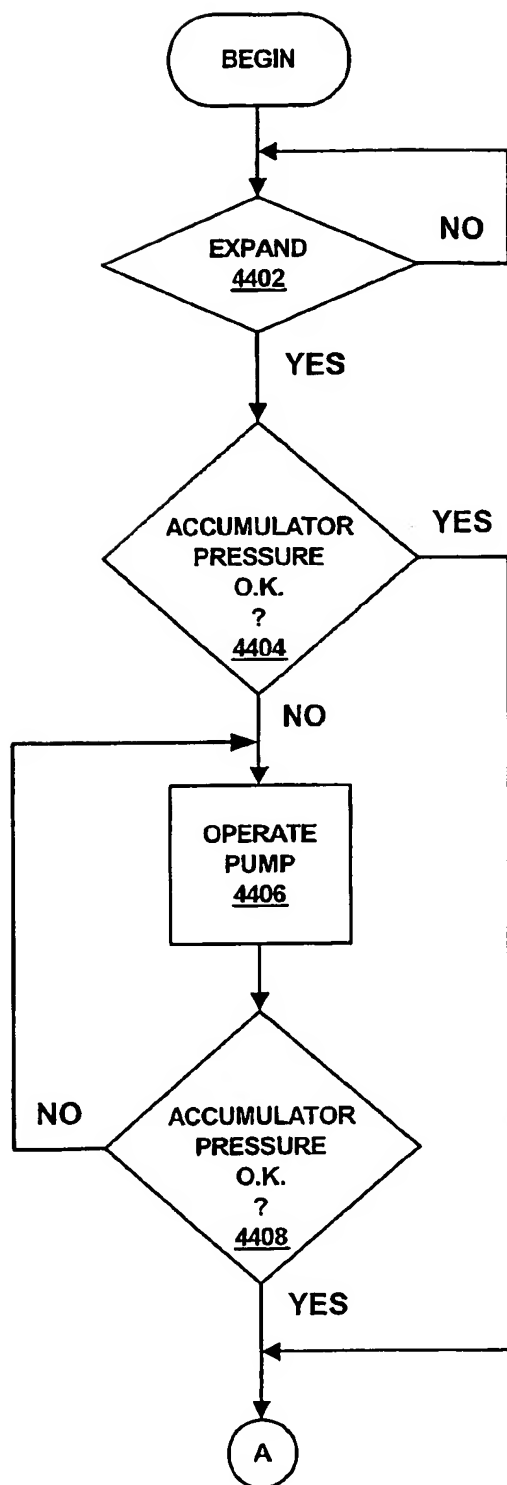 BEGIN
NO
EXPAND
4402
YES
YES
ACCUMULATOR
PRESSURE
O.K.
?
4404
NO
OPERATE
PUMP
4406
NO
ACCUMULATOR
PRESSURE
O.K.
?
4408
YES
A